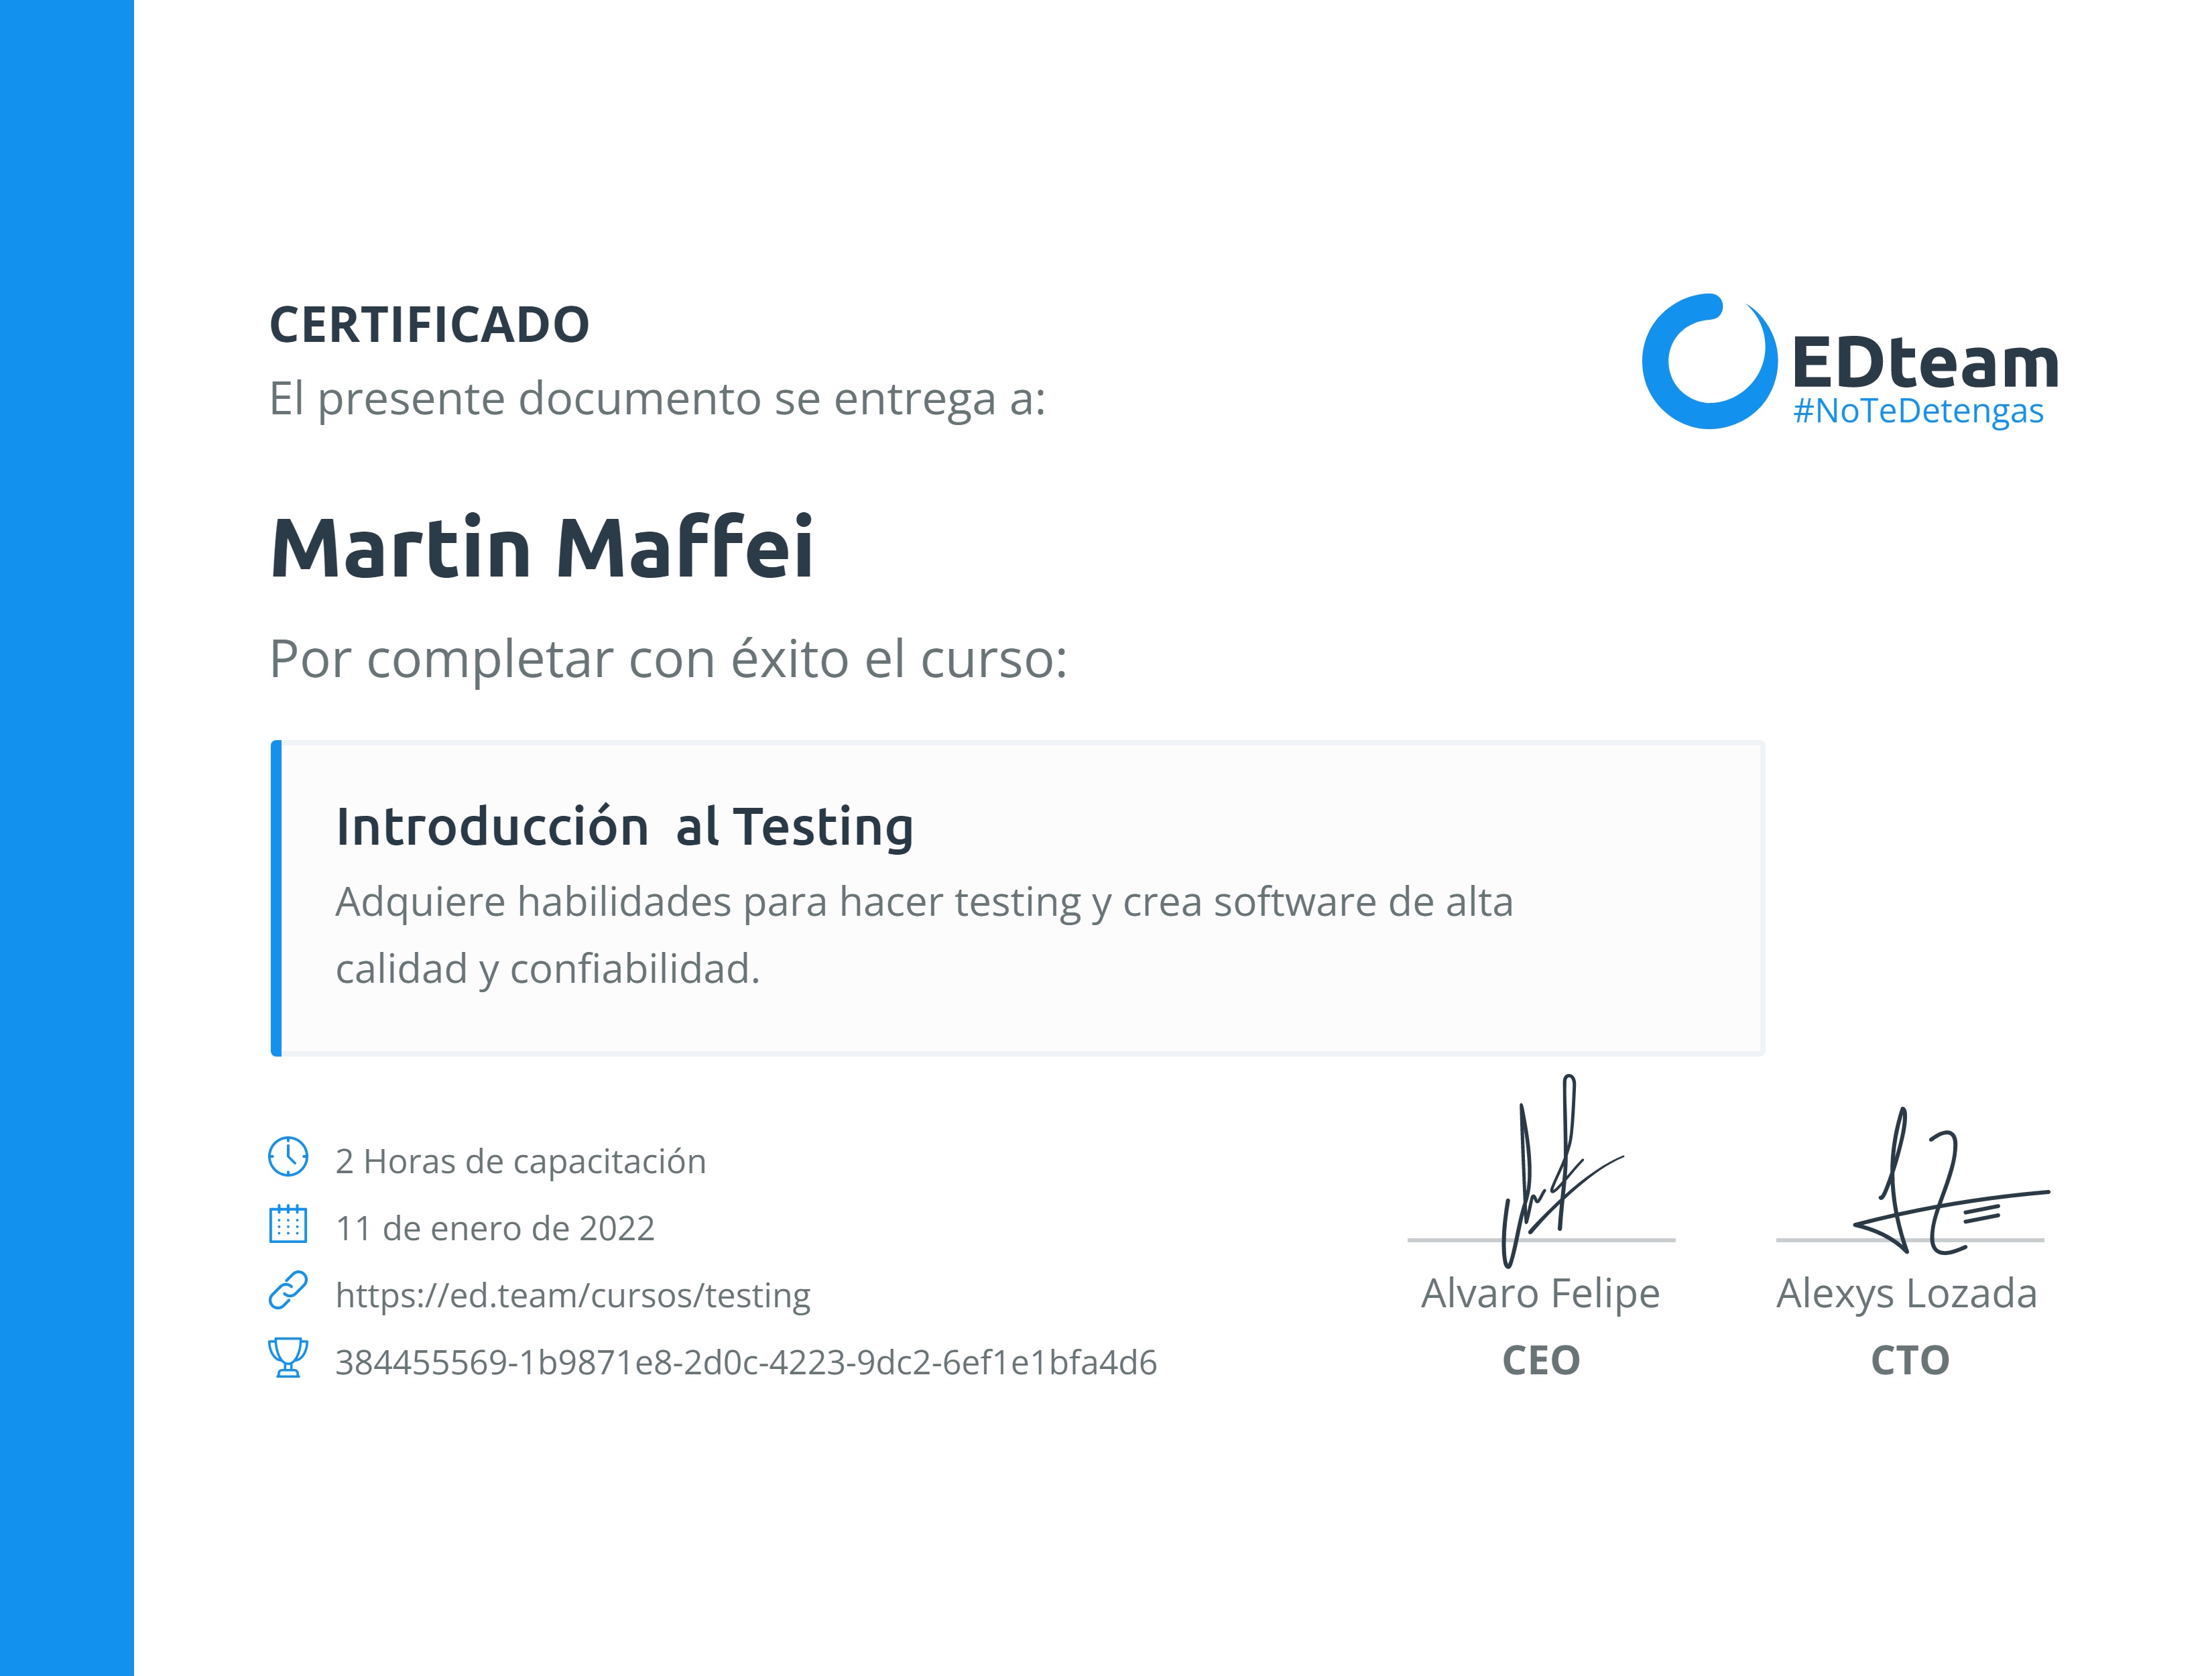 CERTIFICADO
El presente documento se entrega a:
EDteam
#NoTeDetengas
Martin Maffei
Por completar con éxito el curso:
Introducción  al Testing
Adquiere habilidades para hacer testing y crea software de alta
calidad y confiabilidad.
2 Horas de capacitación
11 de enero de 2022
https://ed.team/cursos/testing
384455569-1b9871e8-2d0c-4223-9dc2-6ef1e1bfa4d6
Alvaro Felipe
CEO
Alexys Lozada
CTO